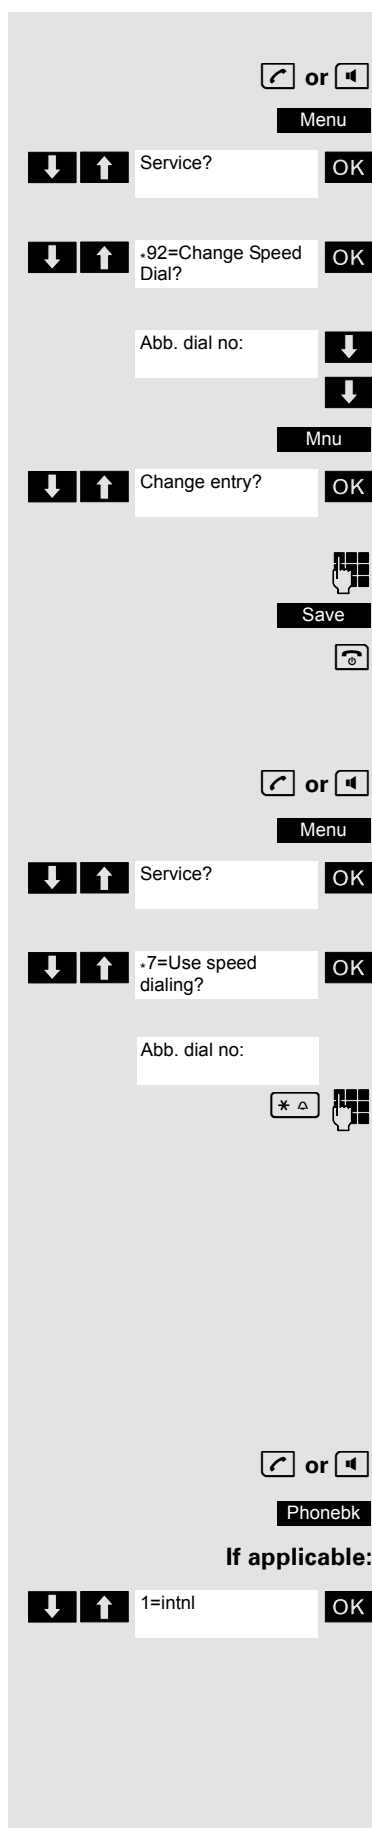 or
Menu
Service? OK
*92=Change Speed OK
Dial?
Abb. dial no:
Mnu
Change entry? OK
Save
or
Menu
Service? OK
*7=Use speed OK
dialing?
Abb. dial no:
*
or
Phonebk
If applicable:
1=intnl OK